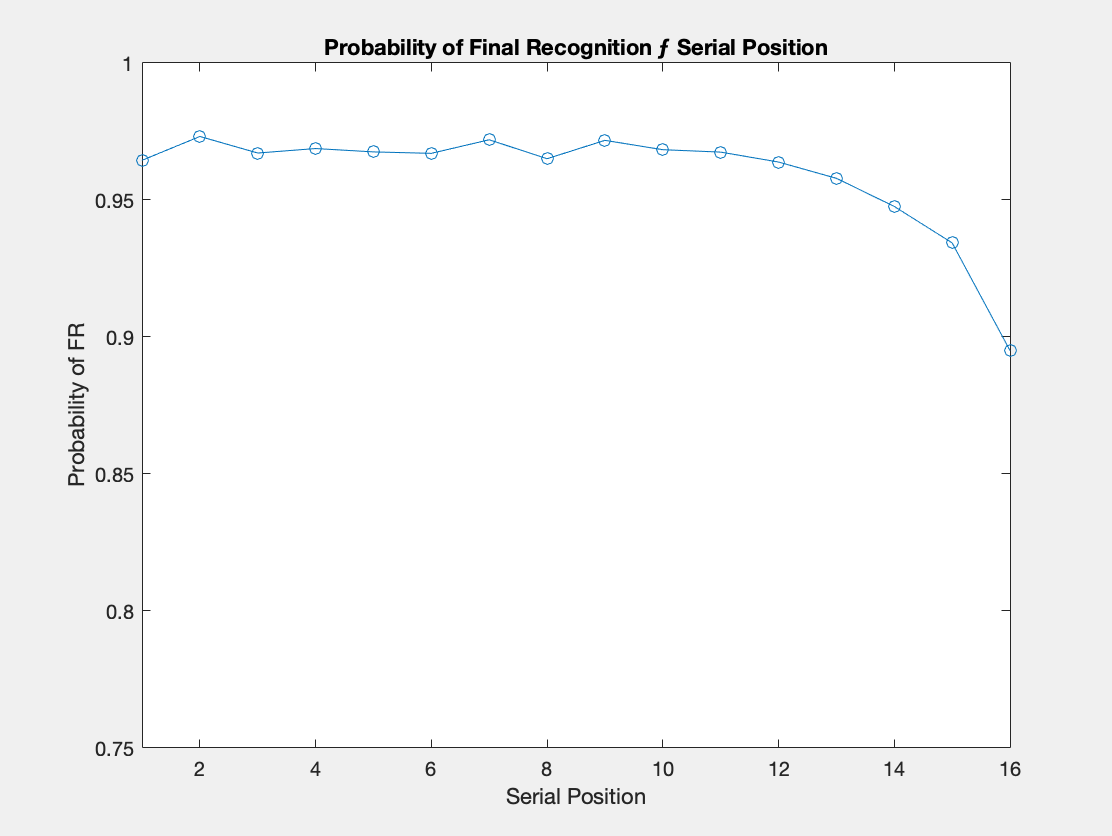 Probability of Final Recognition ƒ Serial Position
1
0.95
0.9
0.85
0.8
0.75
Probability of FR
2 4 6 8 10 12 14 16
Serial Position